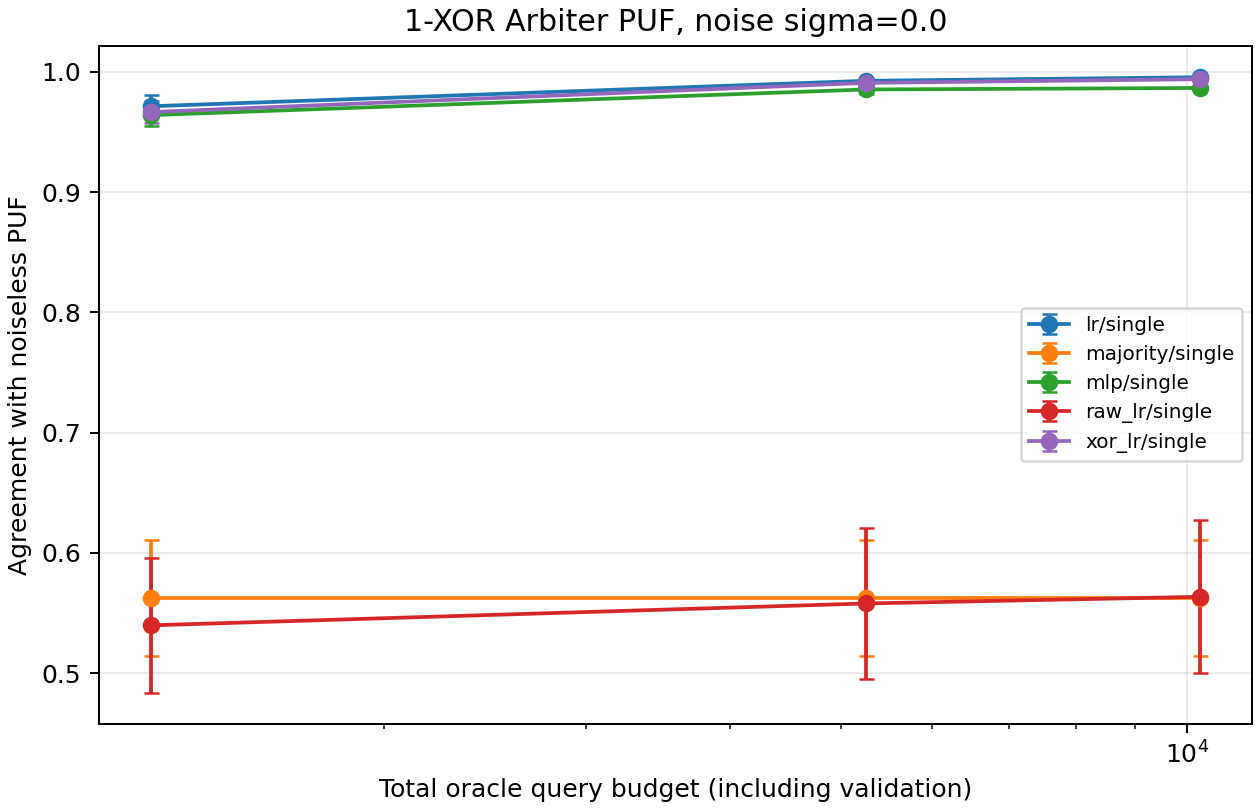 1-XOR Arbiter PUF, noise sigma=0.0
Agreement with noiseless PUF
1.0
0.9
0.8
0.7
0.6
0.5
lr/single
majority/single
mlp/single
raw_lr/single
xor_lr/single
10⁴
Total oracle query budget (including validation)